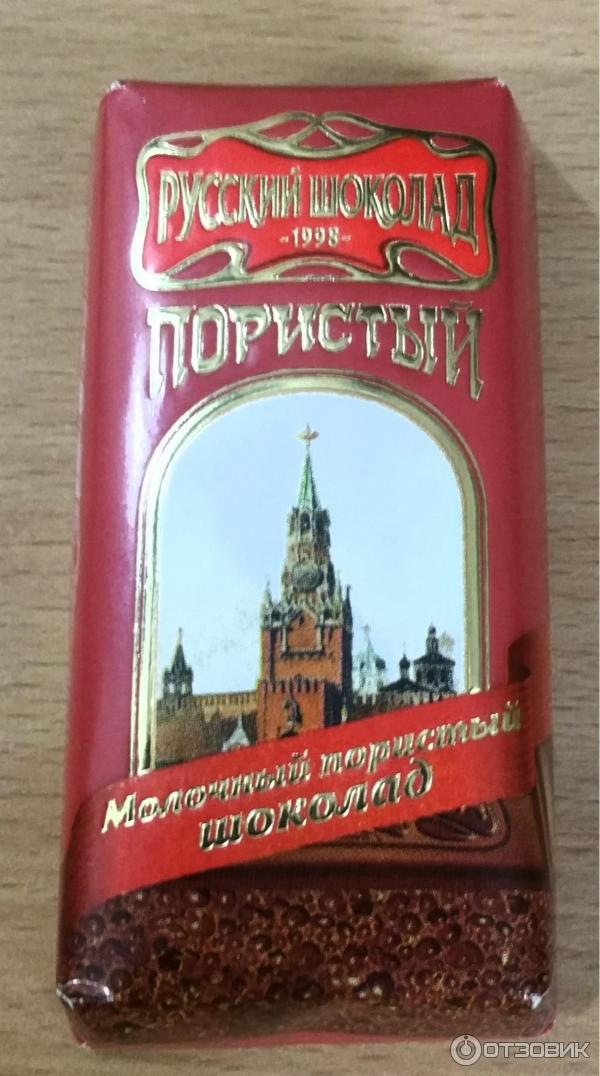 РУССКИЙ ШОКОЛАД
-1998-
ПОРИСТЫЙ
Молочный пористый
шоколад
ОТЗОВИК